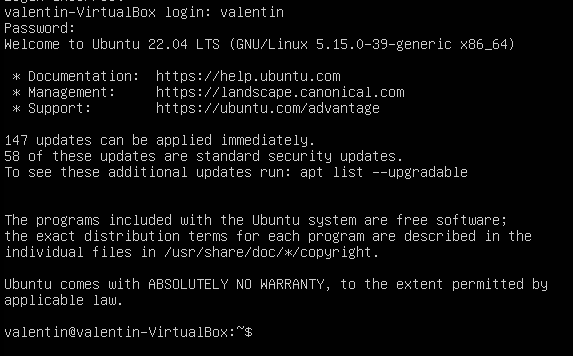 valentin-VirtualBox login: valentin
Password:
Welcome to Ubuntu 22.04 LTS (GNU/Linux 5.15.0-39-generic x86_64)
* Documentation:  https://help.ubuntu.com
* Management:     https://landscape.canonical.com
* Support:        https://ubuntu.com/advantage
147 updates can be applied immediately.
58 of these updates are standard security updates.
To see these additional updates run: apt list --upgradable
The programs included with the Ubuntu system are free software;
the exact distribution terms for each program are described in the
individual files in /usr/share/doc/*/copyright.
Ubuntu comes with ABSOLUTELY NO WARRANTY, to the extent permitted by
applicable law.
valentin@valentin-VirtualBox:~$